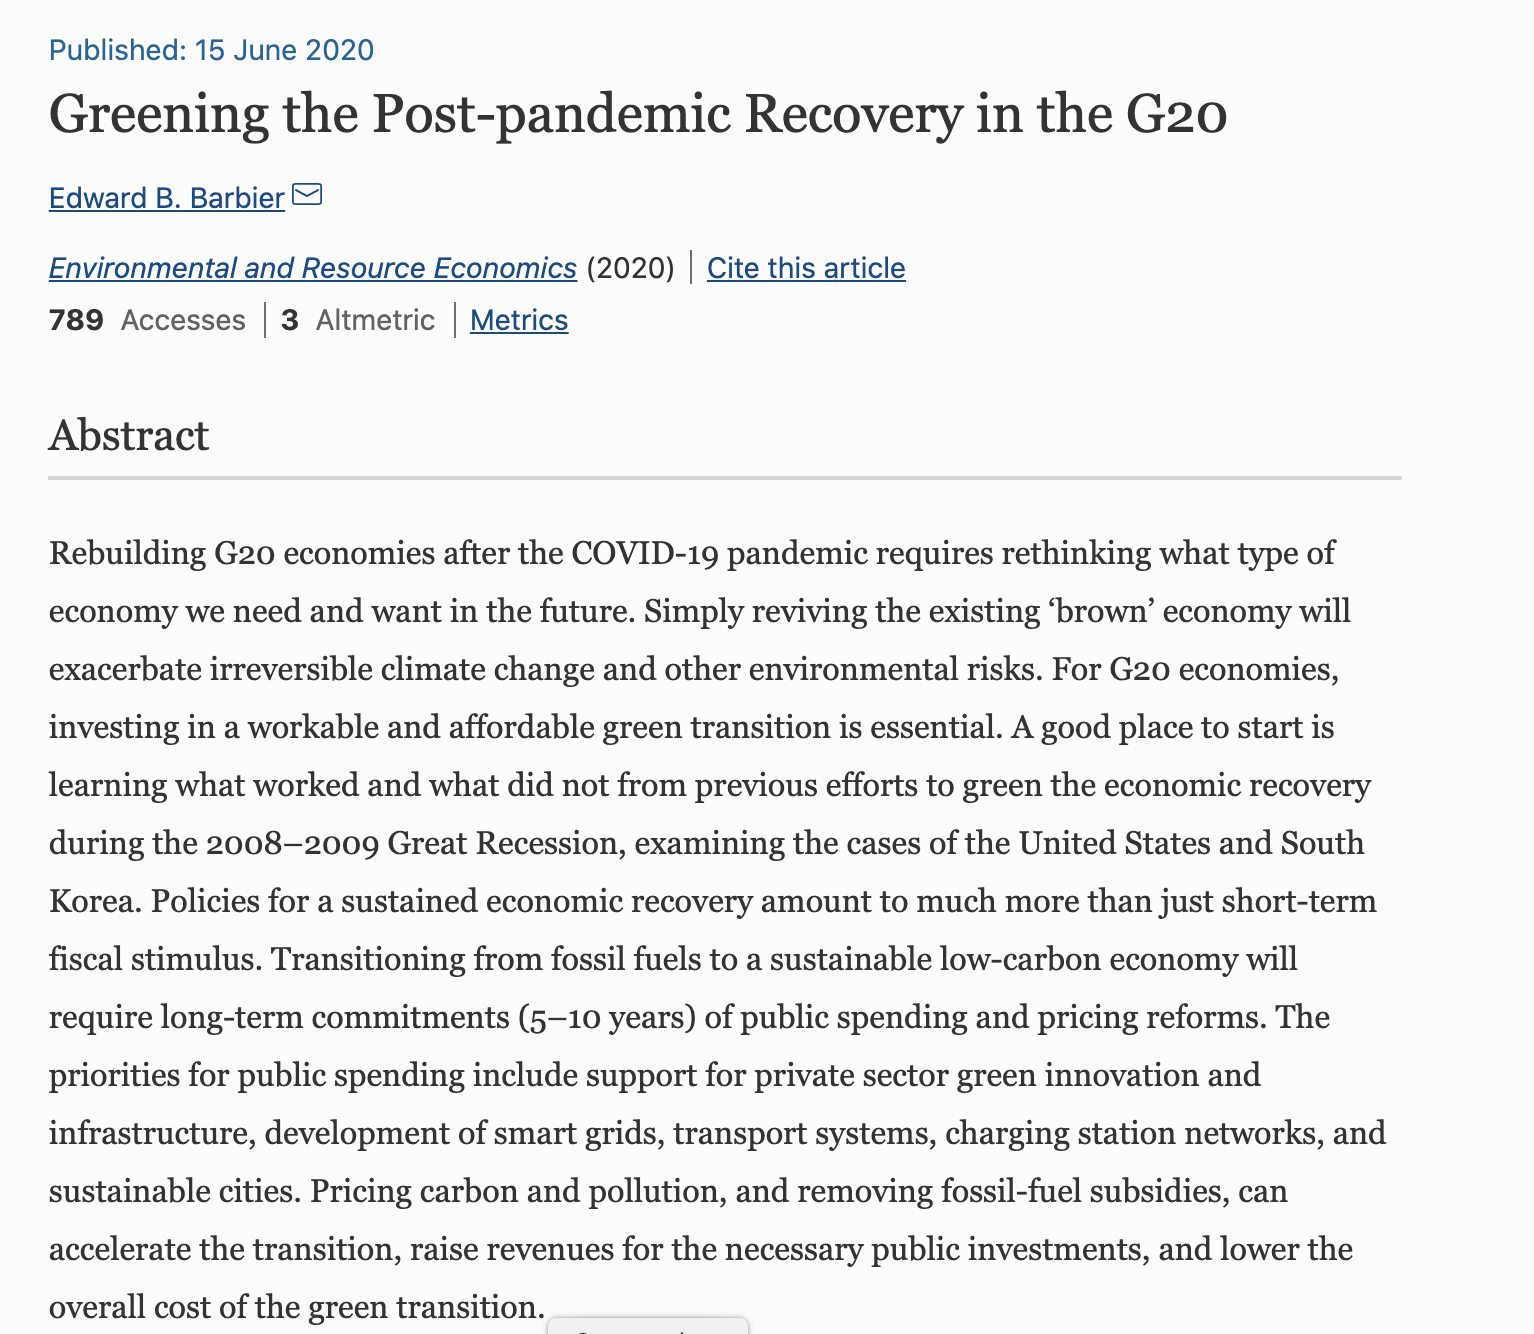 Published: 15 June 2020
Greening the Post-pandemic Recovery in the G20
Edward B. Barbier
Environmental and Resource Economics (2020) | Cite this article
789 Accesses | 3 Altmetric | Metrics
Abstract
Rebuilding G20 economies after the COVID-19 pandemic requires rethinking what type of
economy we need and want in the future. Simply reviving the existing ‘brown’ economy will
exacerbate irreversible climate change and other environmental risks. For G20 economies,
investing in a workable and affordable green transition is essential. A good place to start is
learning what worked and what did not from previous efforts to green the economic recovery
during the 2008–2009 Great Recession, examining the cases of the United States and South
Korea. Policies for a sustained economic recovery amount to much more than just short-term
fiscal stimulus. Transitioning from fossil fuels to a sustainable low-carbon economy will
require long-term commitments (5–10 years) of public spending and pricing reforms. The
priorities for public spending include support for private sector green innovation and
infrastructure, development of smart grids, transport systems, charging station networks, and
sustainable cities. Pricing carbon and pollution, and removing fossil-fuel subsidies, can
accelerate the transition, raise revenues for the necessary public investments, and lower the
overall cost of the green transition.